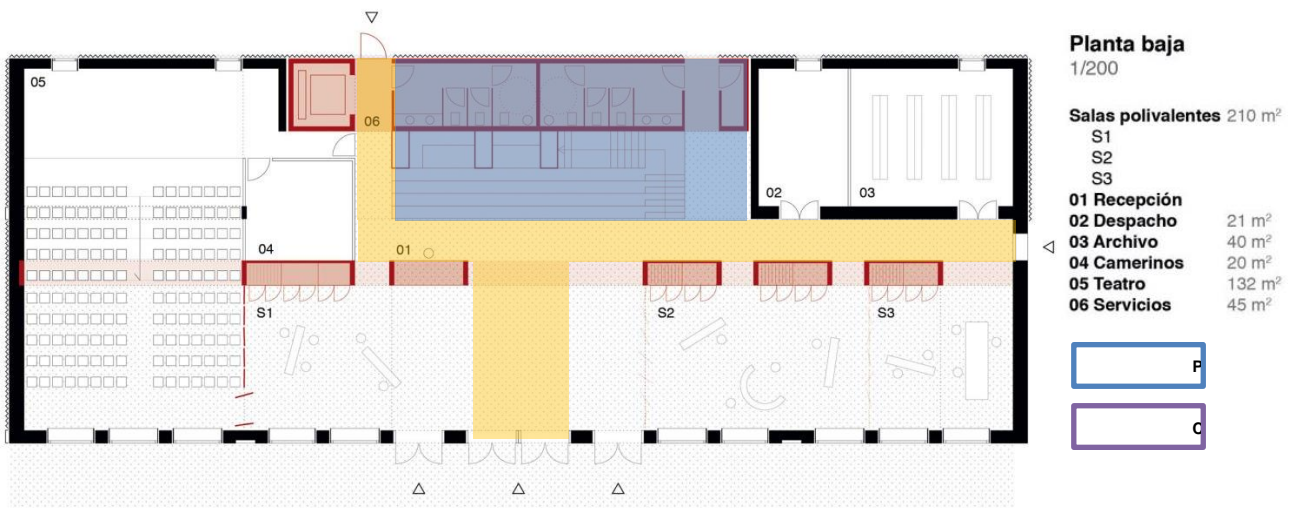 Planta baja
1/200
Salas polivalentes 210 m²
S1
S2
S3
01 Recepción
02 Despacho 21 m²
03 Archivo 40 m²
04 Camerinos 20 m²
05 Teatro 132 m²
06 Servicios 45 m²
P
05
06
02
03
04
01
S1
S2
S3